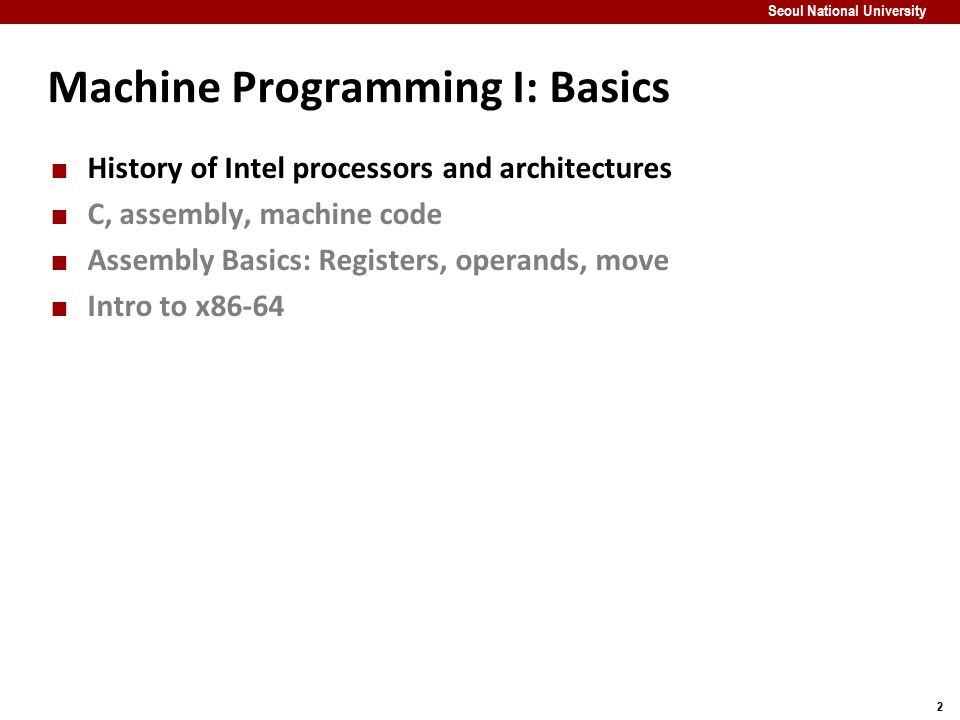 Seoul National University
Machine Programming I: Basics
■ History of Intel processors and architectures
■ C, assembly, machine code
■ Assembly Basics: Registers, operands, move
■ Intro to x86-64
2